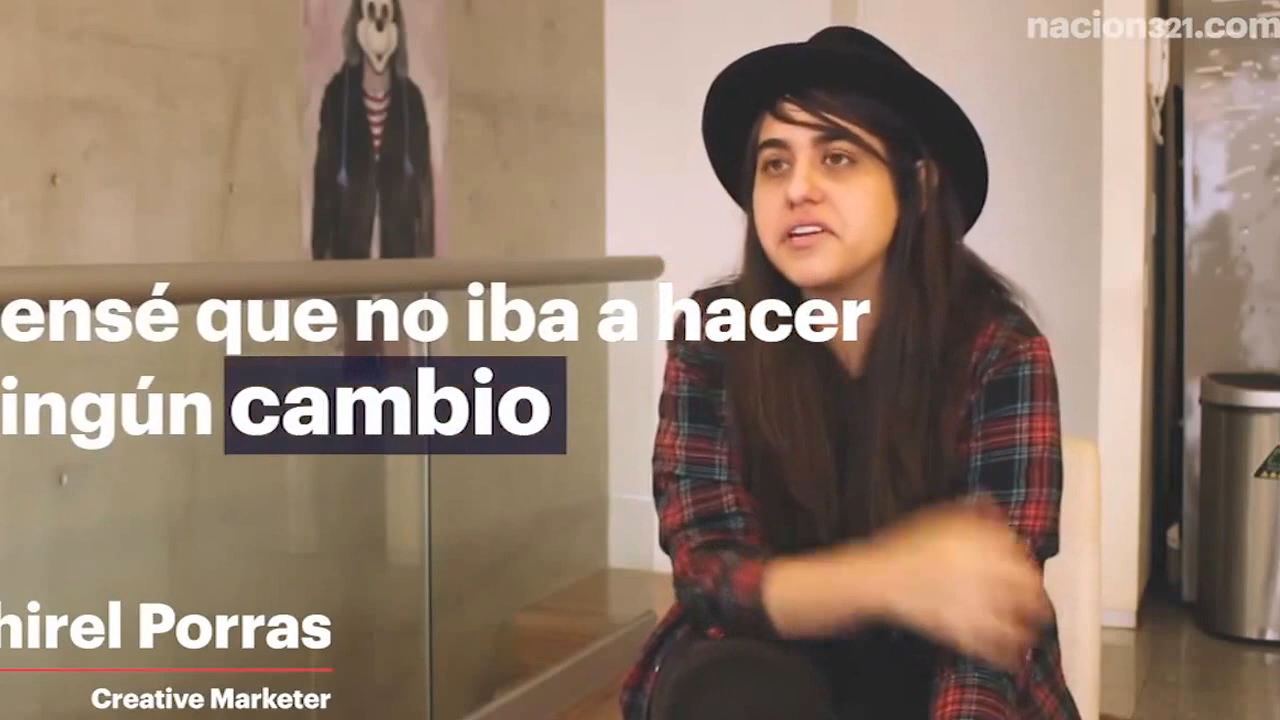 nacion321.com
ensé que no iba a hacer
ingún cambio
hirel Porras
Creative Marketer